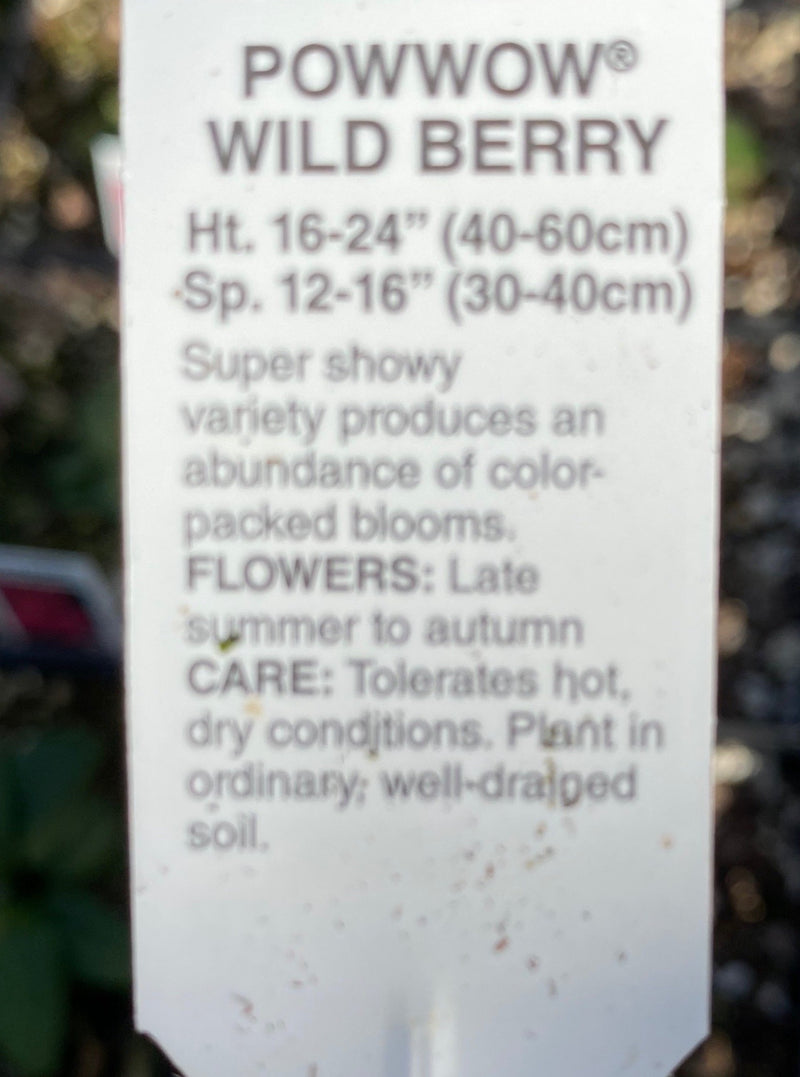 POWWOW®
WILD BERRY
Ht. 16-24” (40-60cm)
Sp. 12-16” (30-40cm)
Super showy
variety produces an
abundance of color-
packed blooms.
FLOWERS: Late
summer to autumn
CARE: Tolerates hot,
dry conditions. Plant in
ordinary, well-drained
soil.